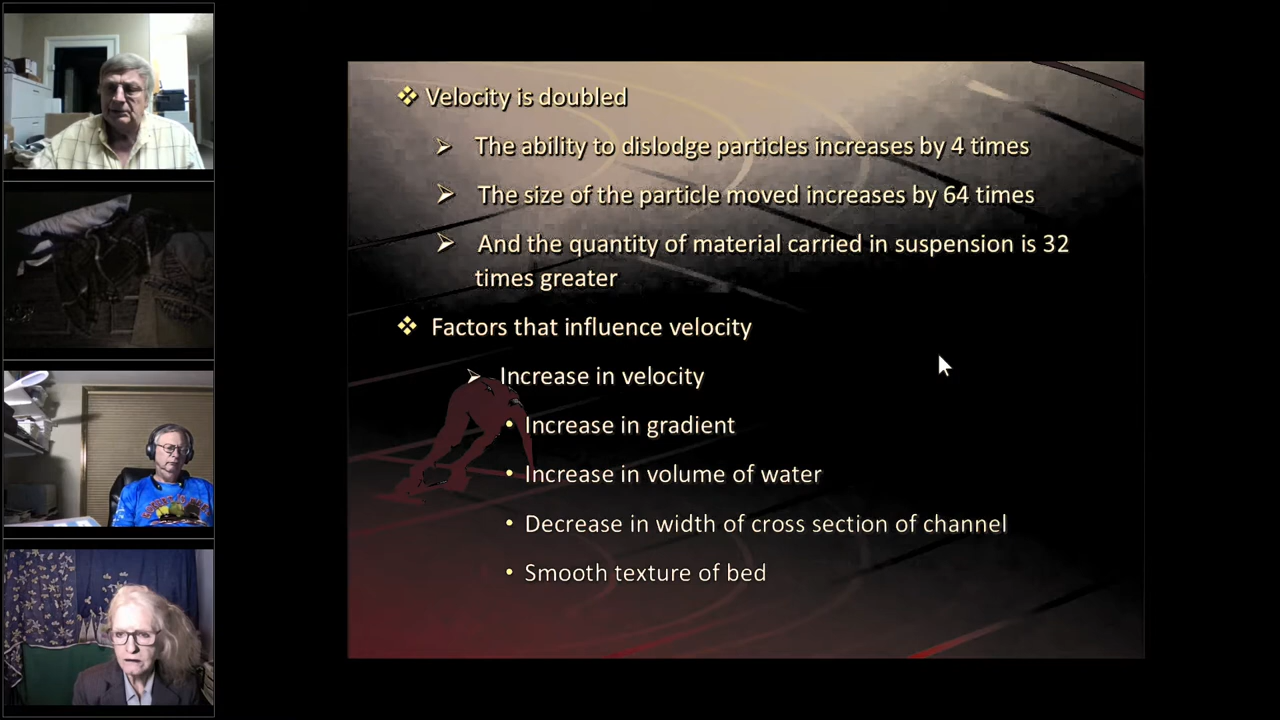 Velocity is doubled
The ability to dislodge particles increases by 4 times
The size of the particle moved increases by 64 times
And the quantity of material carried in suspension is 32
times greater
Factors that influence velocity
Increase in velocity
Increase in gradient
Increase in volume of water
Decrease in width of cross section of channel
Smooth texture of bed